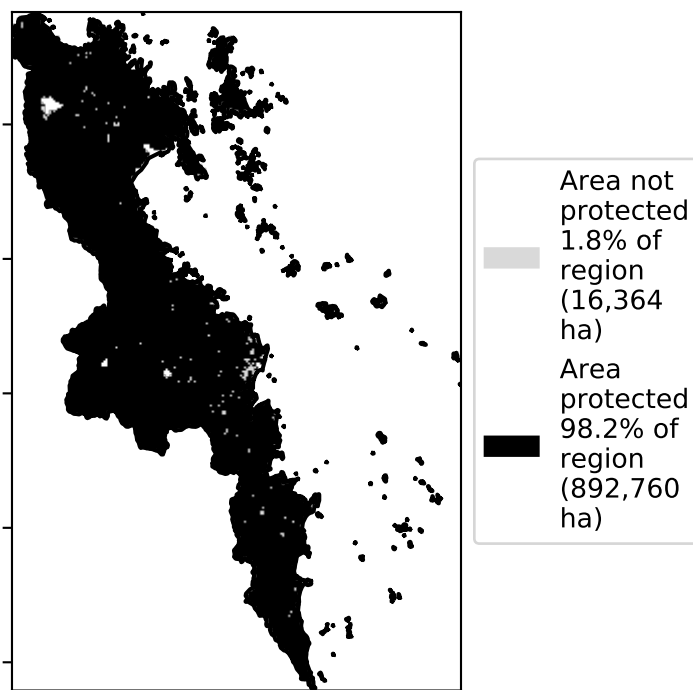 Area not
protected
1.8% of
region
(16,364
ha)
Area
protected
98.2% of
region
(892,760
ha)